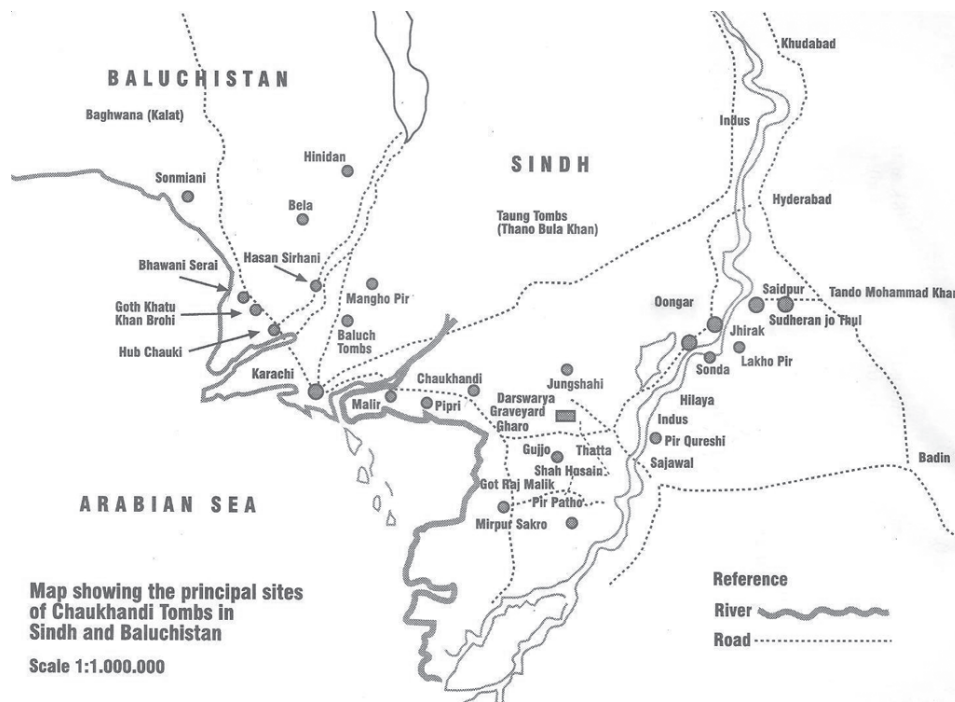 Khudabad
BALUCHISTAN
Baghwana (Kalat)
Indus
Hinidan
SINDH
Sonmiani
Bela
Hyderabad
Taung Tombs
(Thano Bula Khan)
Hasan Sirhani
Bhawani Serai
Mangho Pir
Saidpur
Tando Mohammad Khan
Goth Khatu
Khan Brohi
Oongar
Sudheran jo Thul
Hub Chauki
Baluch
Tombs
Jhirak
Lakho Pir
Sonda
Karachi
Chaukhandi
Jungshahi
Malir
Pipri
Darswarya
Graveyard
Gharo
Hilaya
Indus
Pir Qureshi
Gujjo
Thatta
Sajawal
Badin
Shah Hosain
Got Raj Malik
Pir Patho
Mirpur Sakro
ARABIAN SEA
Map showing the principal sites
of Chaukhandi Tombs in
Sindh and Baluchistan
Scale 1:1.000.000
Reference
River
Road